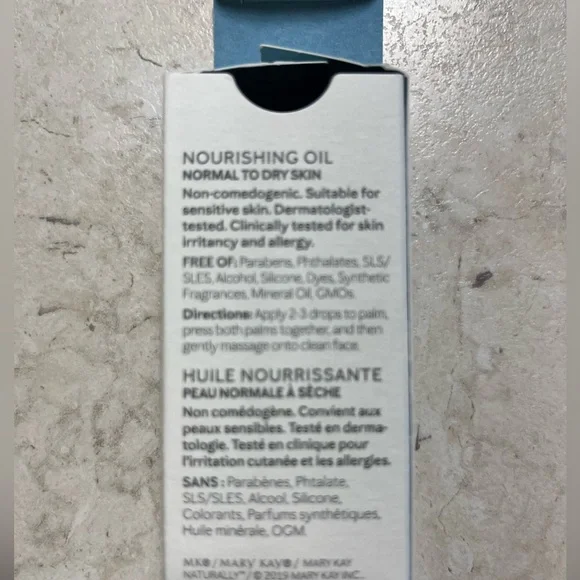 NOURISHING OIL
NORMAL TO DRY SKIN
Non-comedogenic. Suitable for
sensitive skin. Dermatologist-
tested. Clinically tested for skin
irritancy and allergy.
FREE OF: Parabens, Phthalates, SLS/
SLES, Alcohol, Silicone, Dyes, Synthetic
Fragrances, Mineral Oil, GMOs.
Directions: Apply 2-3 drops to palm,
press both palms together, and then
gently massage onto clean face.
HUILE NOURRISSANTE
PEAU NORMALE À SÈCHE
Non comédogène. Convient aux
peaux sensibles. Testé en derma-
tologie. Testé en clinique pour
l'irritation cutanée et les allergies.
SANS : Parabènes, Phtalate,
SLS/SLES, Alcool, Silicone,
Colorants, Parfums synthétiques,
Huile minérale, OGM.
MK® / MARY KAY® / MARY KAY
NATURALLY™ / © 2019 MARY KAY INC.